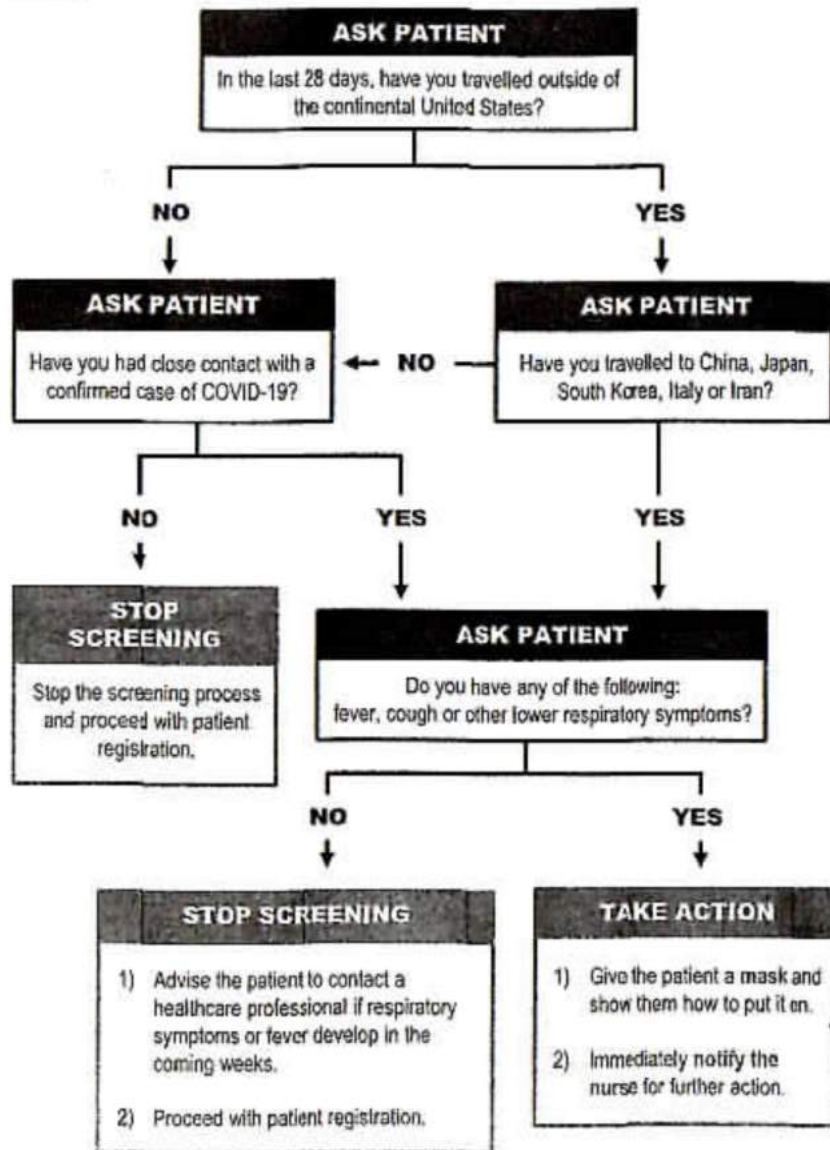 ASK PATIENT
In the last 28 days, have you travelled outside of
the continental United States?
NO
YES
ASK PATIENT
Have you had close contact with a
confirmed case of COVID-19?
NO
ASK PATIENT
Have you travelled to China, Japan,
South Korea, Italy or Iran?
NO
YES
YES
STOP
SCREENING
Stop the screening process
and proceed with patient
registration.
ASK PATIENT
Do you have any of the following:
fever, cough or other lower respiratory symptoms?
NO
YES
STOP SCREENING
1) Advise the patient to contact a
healthcare professional if respiratory
symptoms or fever develop in the
coming weeks.
2) Proceed with patient registration.
TAKE ACTION
1) Give the patient a mask and
show them how to put it on.
2) Immediately notify the
nurse for further action.